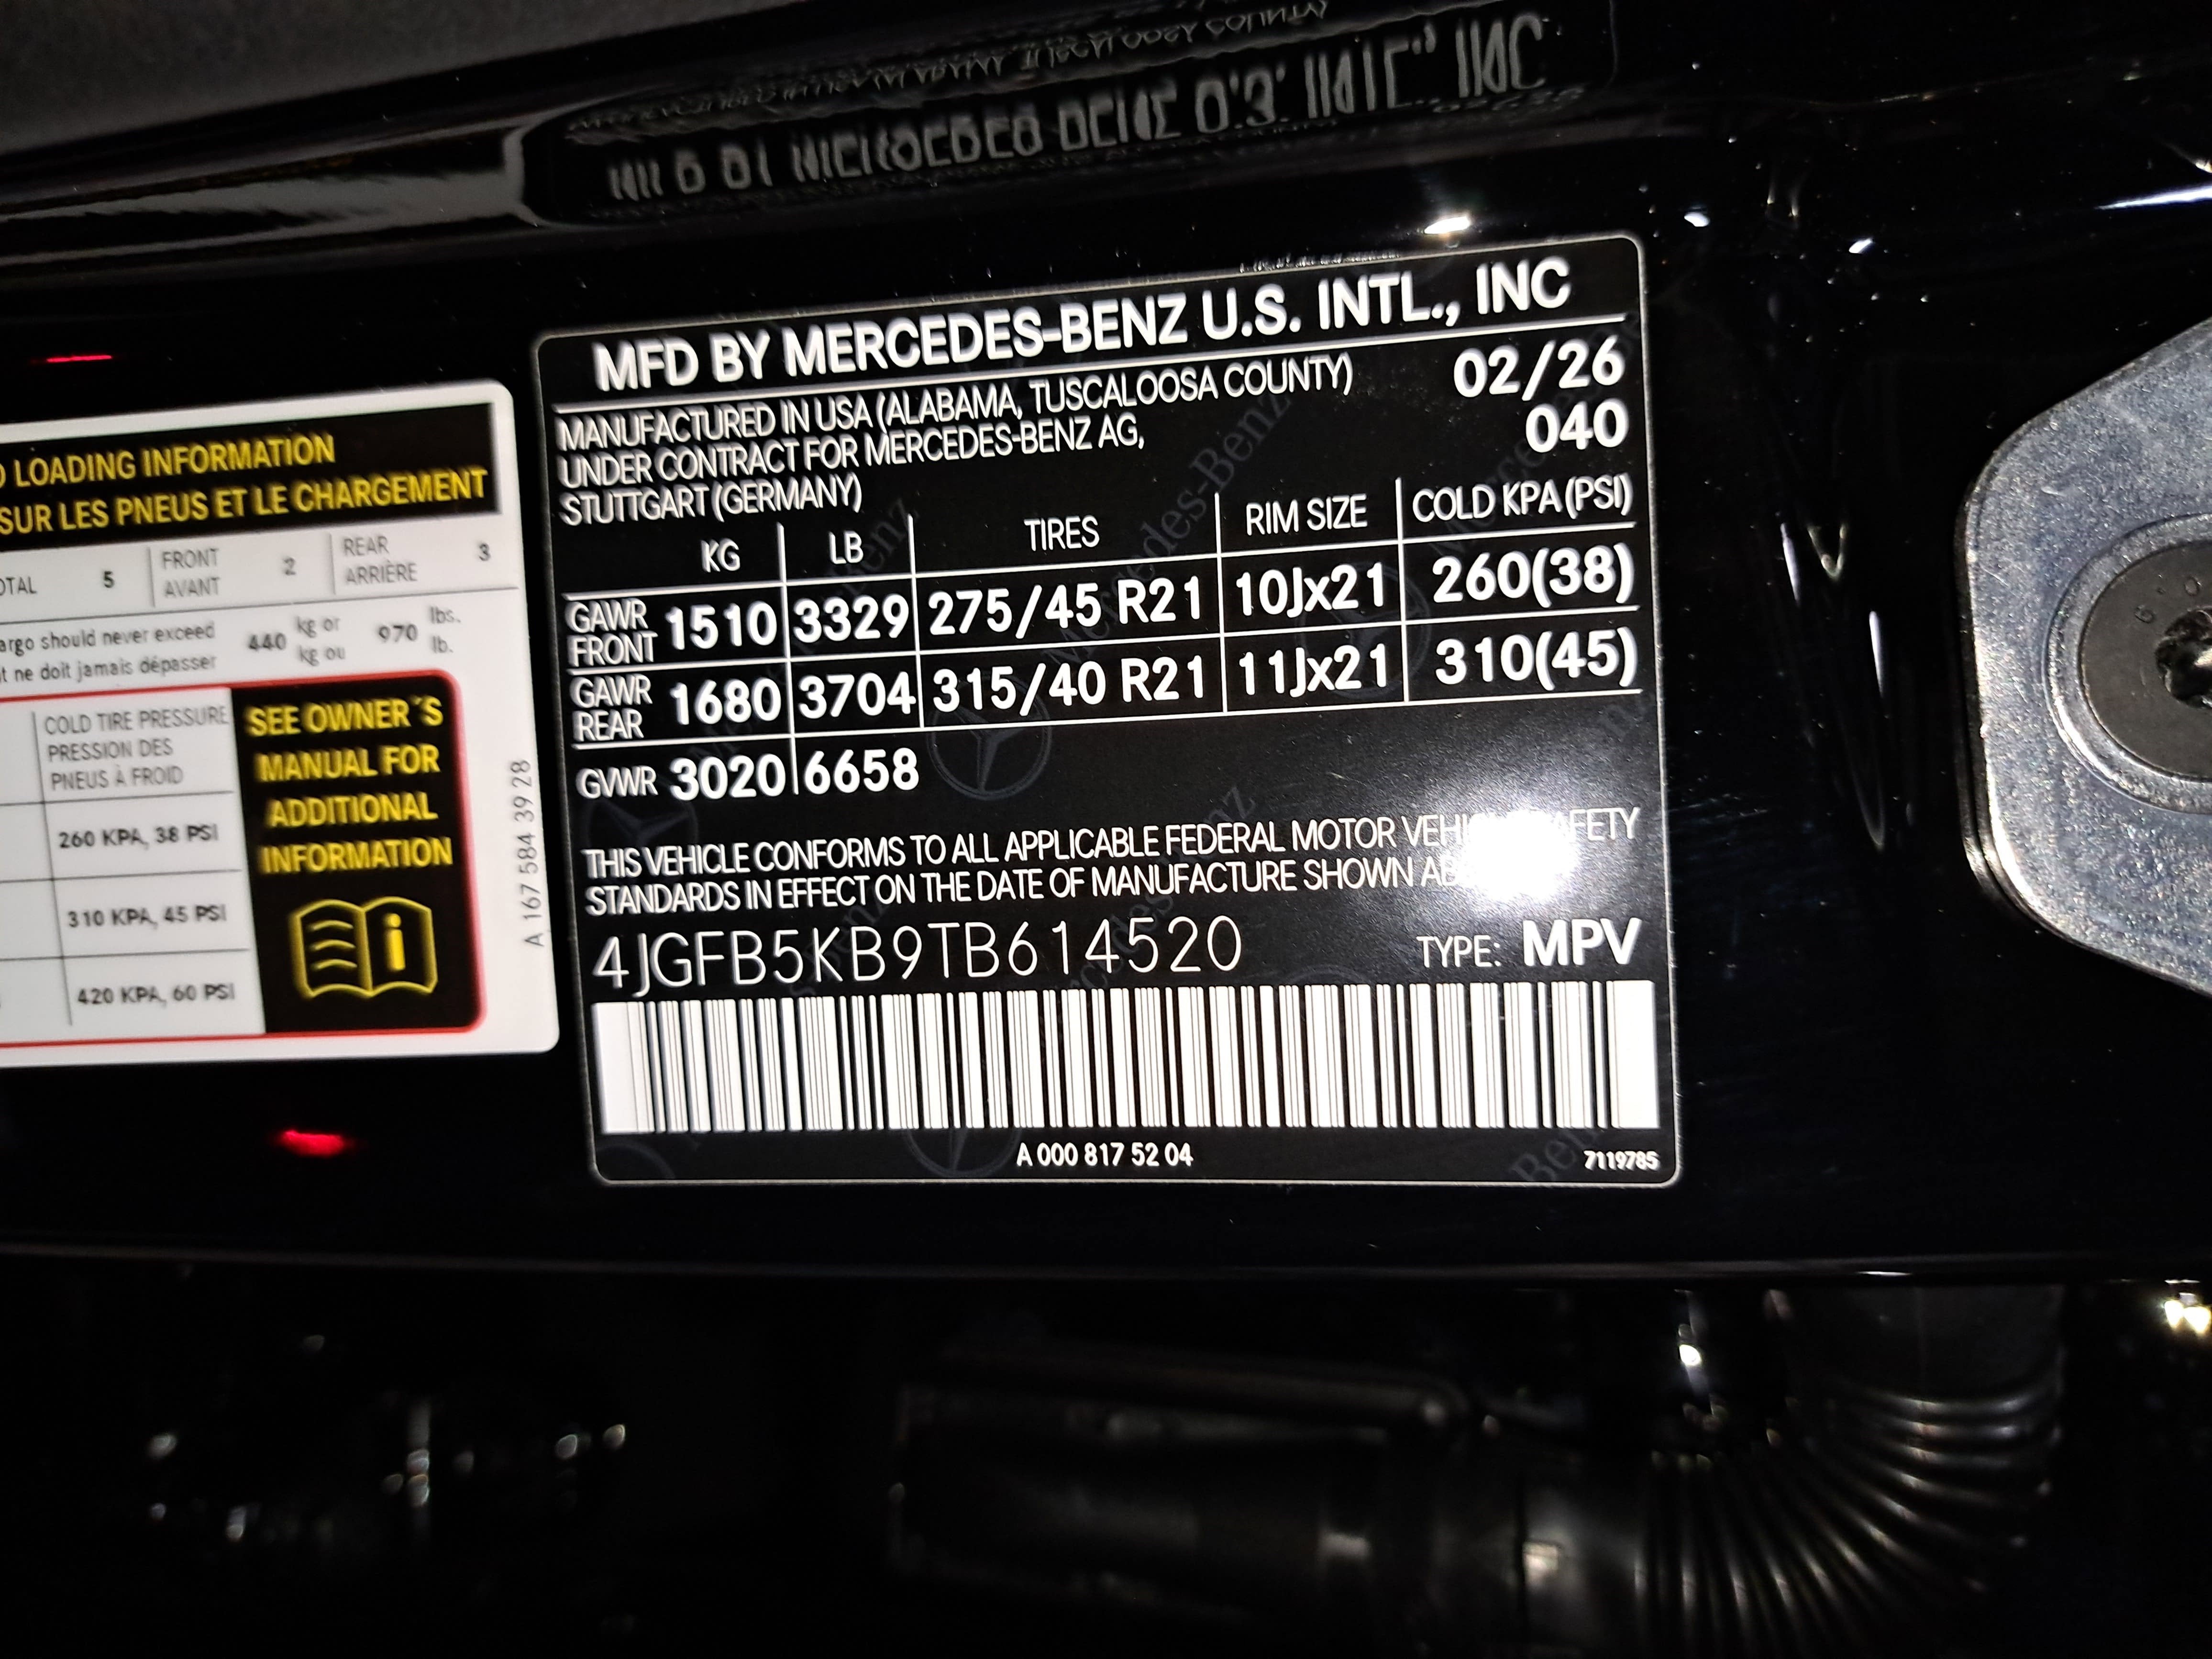 MFD BY MERCEDES-BENZ U.S. INTL., INC
MANUFACTURED IN USA (ALABAMA, TUSCALOOSA COUNTY) 02/26
UNDER CONTRACT FOR MERCEDES-BENZ AG, 040
STUTTGART (GERMANY)
KG LB TIRES RIM SIZE COLD KPA (PSI)
GAWR FRONT 1510 3329 275/45 R21 10Jx21 260(38)
GAWR REAR 1680 3704 315/40 R21 11Jx21 310(45)
GVWR 3020 6658
THIS VEHICLE CONFORMS TO ALL APPLICABLE FEDERAL MOTOR
STANDARDS IN EFFECT ON THE DATE OF MANUFACTURE SHOWN
4JGFB5KB9TB614520 TYPE: MPV
A 000 817 52 04 7119785
LOADING INFORMATION
SUR LES PNEUS ET LE CHARGEMENT
5 FRONT AVANT 2 REAR ARRIÈRE 3
should never exceed 440 kg or 970 lbs.
ne doit jamais dépasser kg ou lb.
COLD TIRE PRESSURE
PRESSION DES
PNEUS À FROID
260 KPA, 38 PSI
310 KPA, 45 PSI
420 KPA, 60 PSI
SEE OWNER´S
MANUAL FOR
ADDITIONAL
INFORMATION
A 167 584 39 28
Mercedes-Benz